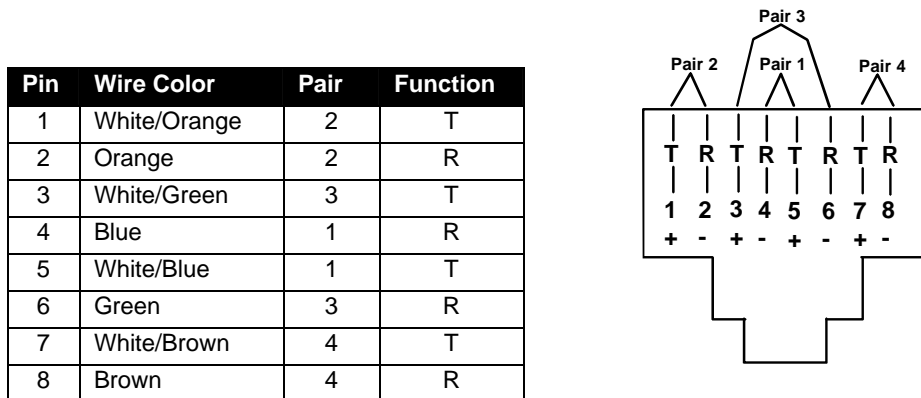 Pin Wire Color Pair Function
1 White/Orange 2 T
2 Orange 2 R
3 White/Green 3 T
4 Blue 1 R
5 White/Blue 1 T
6 Green 3 R
7 White/Brown 4 T
8 Brown 4 R
Pair 3
Pair 2 Pair 1 Pair 4
T R T R T R T R
1 2 3 4 5 6 7 8
+ - + - + - + -